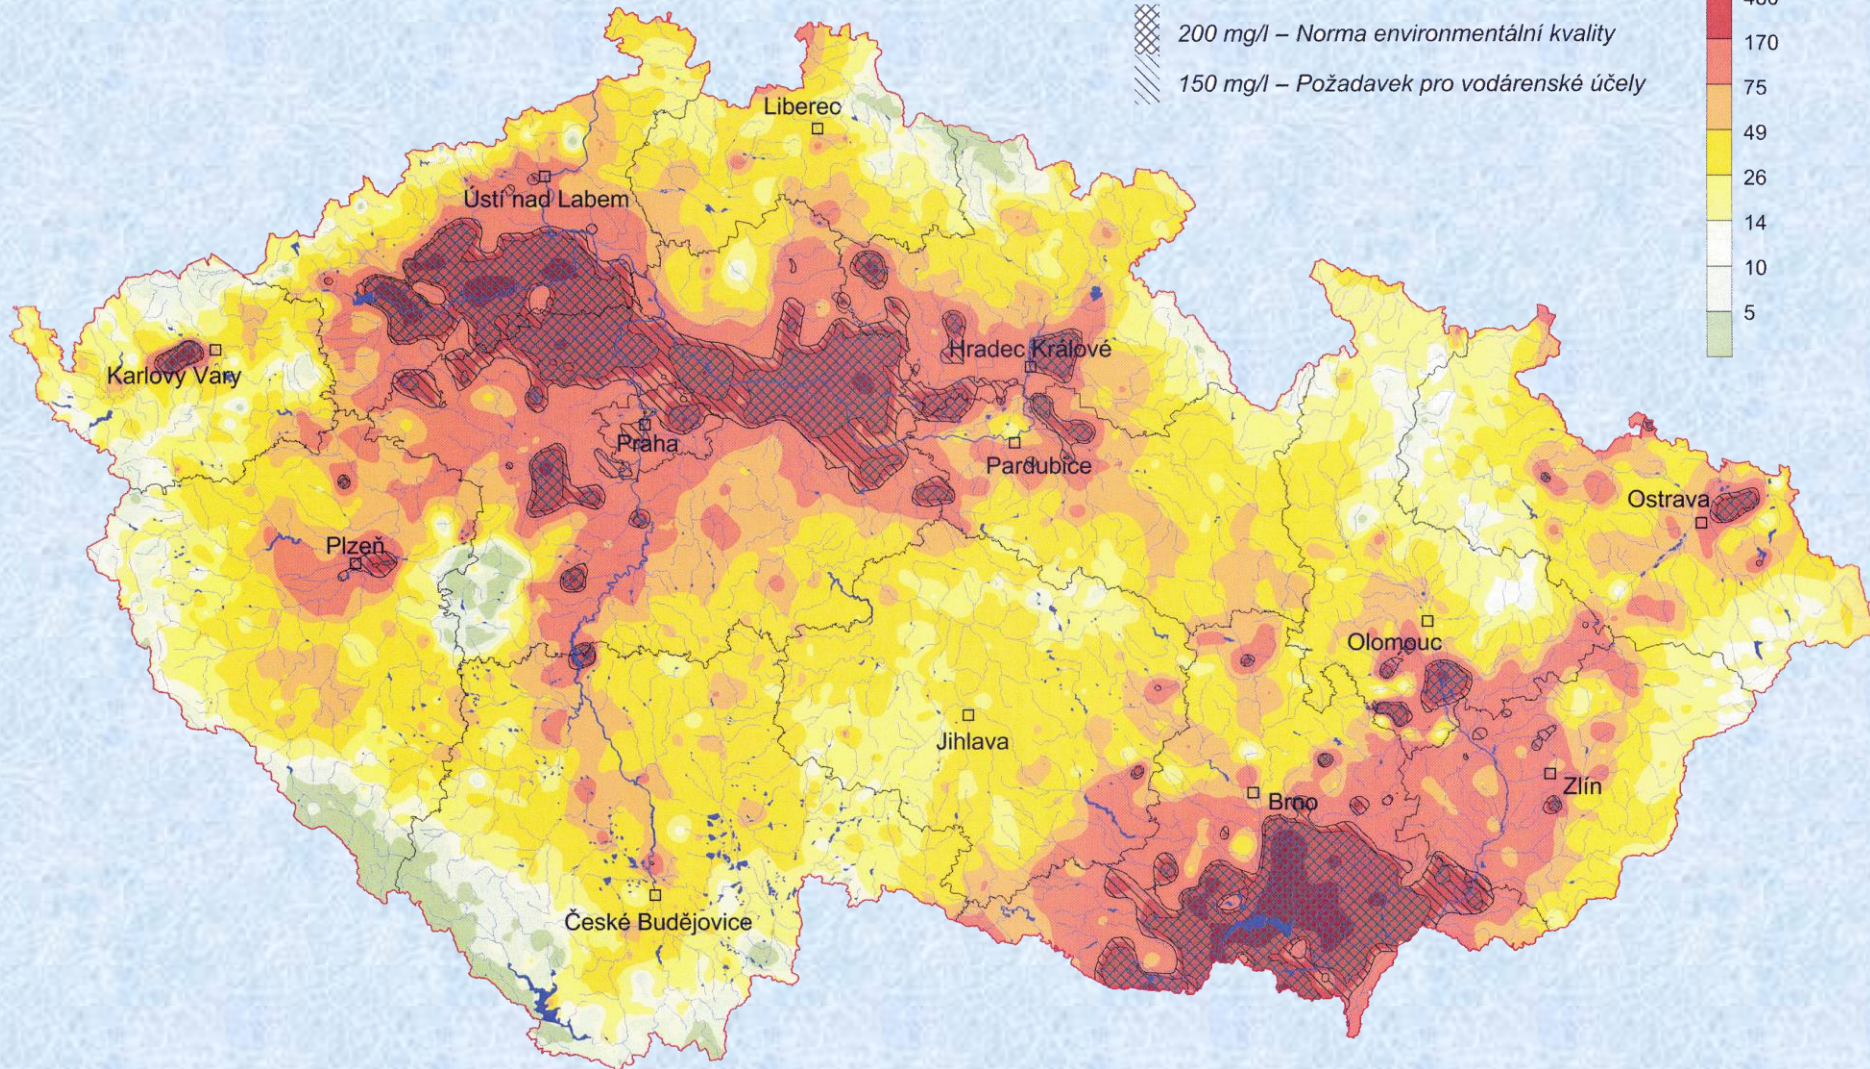 200 mg/l – Norma environmentální kvality
150 mg/l – Požadavek pro vodárenské účely
170
75
49
26
14
10
5
Liberec
Ústí nad Labem
Karlovy Vary
Hradec Králové
Praha
Pardubice
Plzeň
Ostrava
Olomouc
Jihlava
Zlín
Brno
České Budějovice